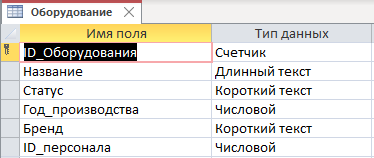 Оборудование
Имя поля Тип данных
ID_Оборудования Счетчик
Название Длинный текст
Статус Короткий текст
Год_производства Числовой
Бренд Короткий текст
ID_персонала Числовой